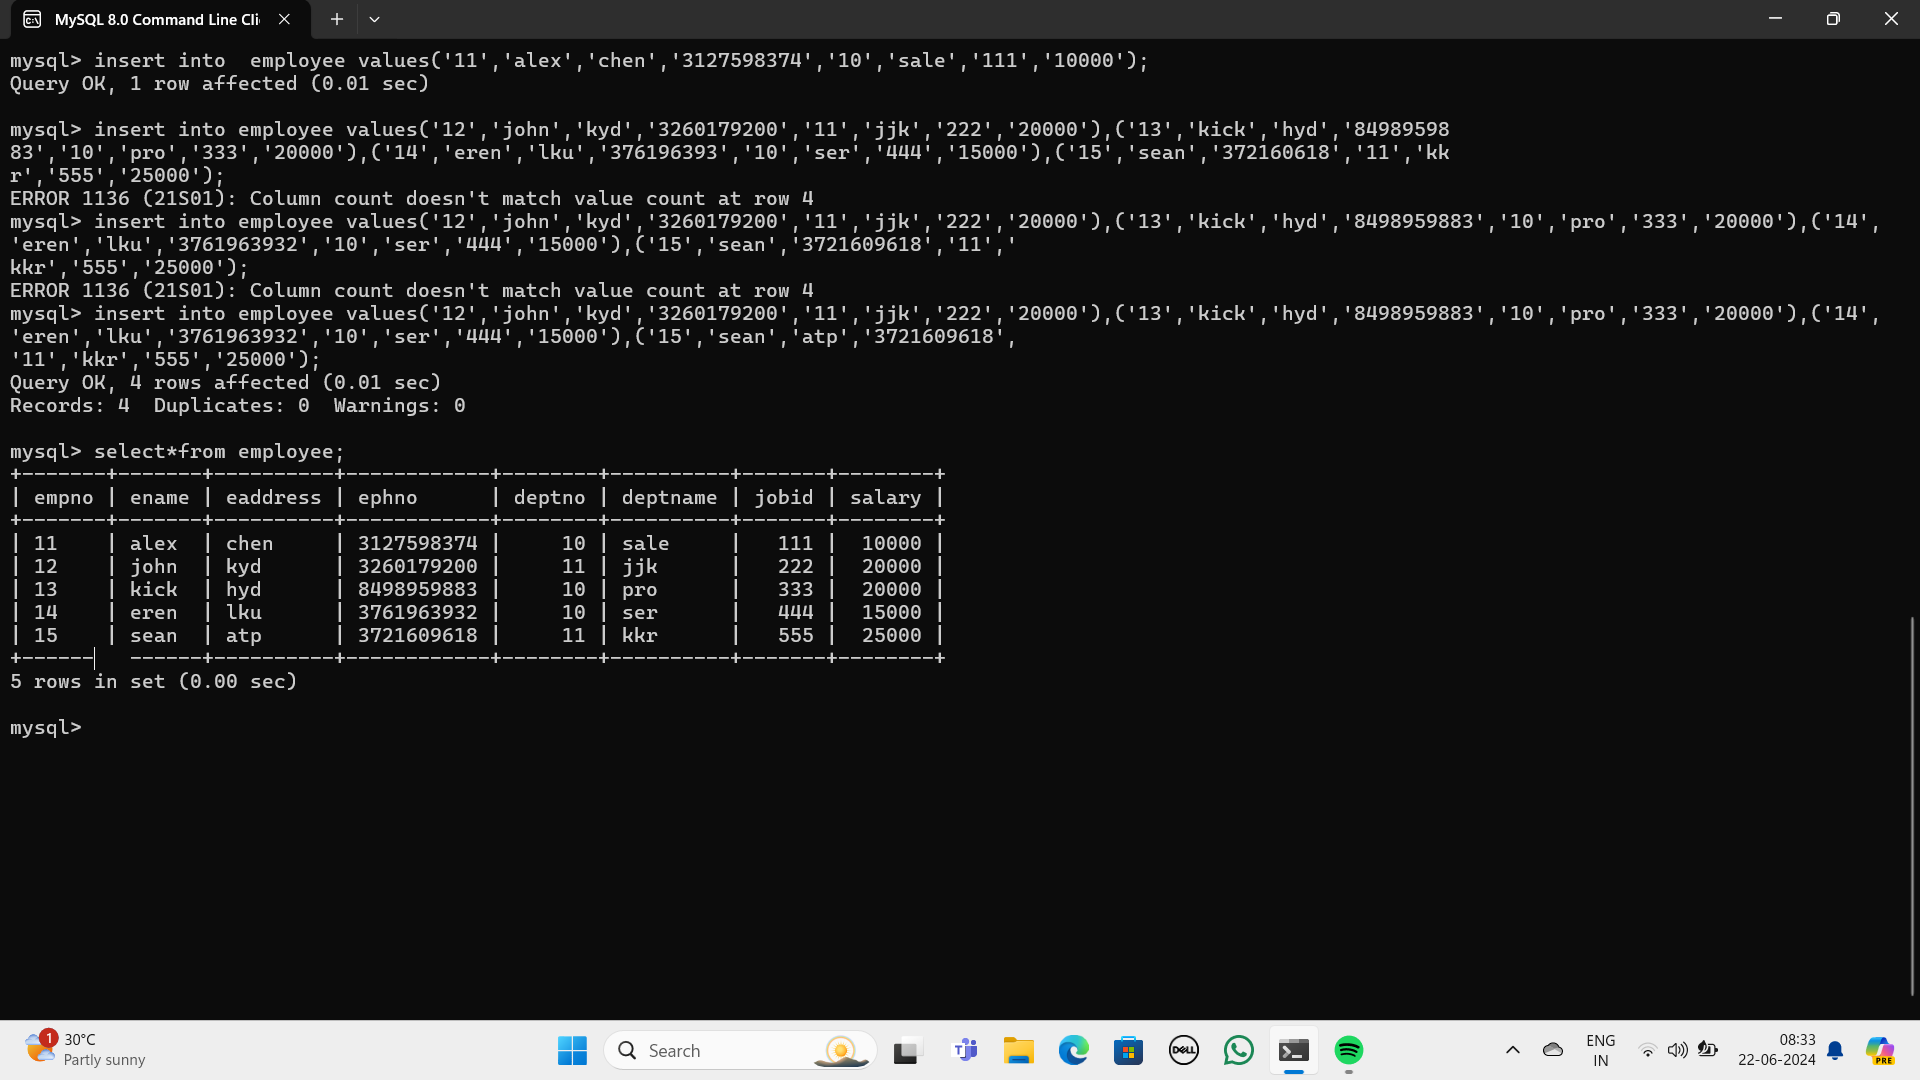 MySQL 8.0 Command Line Cli
mysql> insert into  employee values('11','alex','chen','3127598374','10','sale','111','10000');
Query OK, 1 row affected (0.01 sec)
mysql> insert into employee values('12','john','kyd','3260179200','11','jjk','222','20000'),('13','kick','hyd','84989598
83','10','pro','333','20000'),('14','eren','lku','376196393','10','ser','444','15000'),('15','sean','372160618','11','kk
r','555','25000');
ERROR 1136 (21S01): Column count doesn't match value count at row 4
mysql> insert into employee values('12','john','kyd','3260179200','11','jjk','222','20000'),('13','kick','hyd','8498959883','10','pro','333','20000'),('14',
'eren','lku','3761963932','10','ser','444','15000'),('15','sean','3721609618','11','
kkr','555','25000');
ERROR 1136 (21S01): Column count doesn't match value count at row 4
mysql> insert into employee values('12','john','kyd','3260179200','11','jjk','222','20000'),('13','kick','hyd','8498959883','10','pro','333','20000'),('14',
'eren','lku','3761963932','10','ser','444','15000'),('15','sean','atp','3721609618',
'11','kkr','555','25000');
Query OK, 4 rows affected (0.01 sec)
Records: 4  Duplicates: 0  Warnings: 0
mysql> select*from employee;
+-------+-------+----------+------------+--------+----------+-------+--------+
| empno | ename | eaddress | ephno      | deptno | deptname | jobid | salary |
+-------+-------+----------+------------+--------+----------+-------+--------+
| 11    | alex  | chen     | 3127598374 |     10 | sale     |   111 |  10000 |
| 12    | john  | kyd      | 3260179200 |     11 | jjk      |   222 |  20000 |
| 13    | kick  | hyd      | 8498959883 |     10 | pro      |   333 |  20000 |
| 14    | eren  | lku      | 3761963932 |     10 | ser      |   444 |  15000 |
| 15    | sean  | atp      | 3721609618 |     11 | kkr      |   555 |  25000 |
+------   ------+----------+------------+--------+----------+-------+--------+
5 rows in set (0.00 sec)
mysql>
1
30°C
Partly sunny
Search
T
DELL
ENG
IN
08:33
22-06-2024
PRE